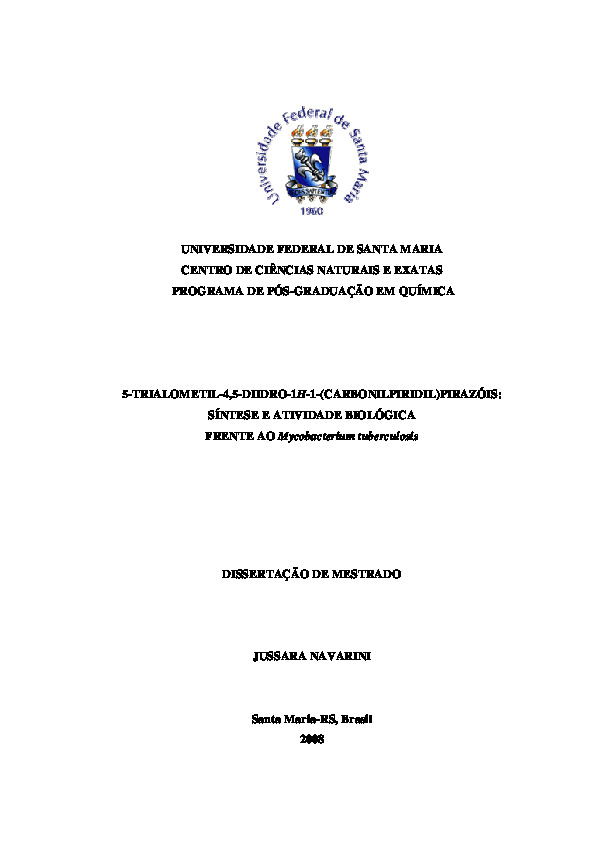 Universidade Federal de Santa Maria
1960
UNIVERSIDADE FEDERAL DE SANTA MARIA
CENTRO DE CIÊNCIAS NATURAIS E EXATAS
PROGRAMA DE PÓS-GRADUAÇÃO EM QUÍMICA
5-TRIALOMETIL-4,5-DIIDRO-1H-1-(CARBONILPIRIDIL)PIRAZÓIS:
SÍNTESE E ATIVIDADE BIOLÓGICA
FRENTE AO Mycobacterium tuberculosis
DISSERTAÇÃO DE MESTRADO
JUSSARA NAVARINI
Santa Maria-RS, Brasil
2008